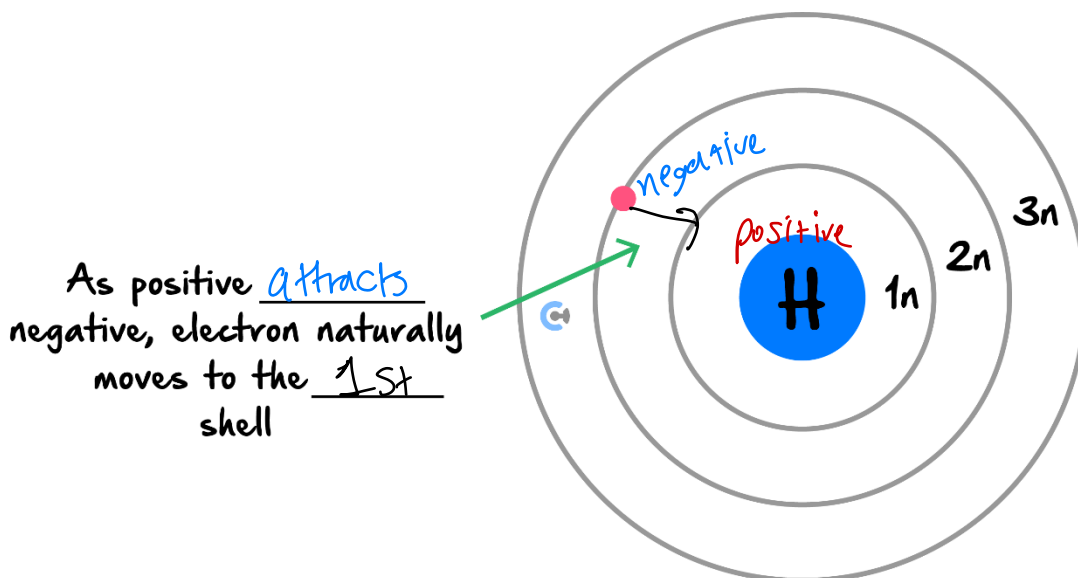 As positive attracts
negative, electron naturally
moves to the 1st
shell
negative
positive
H
1n
2n
3n